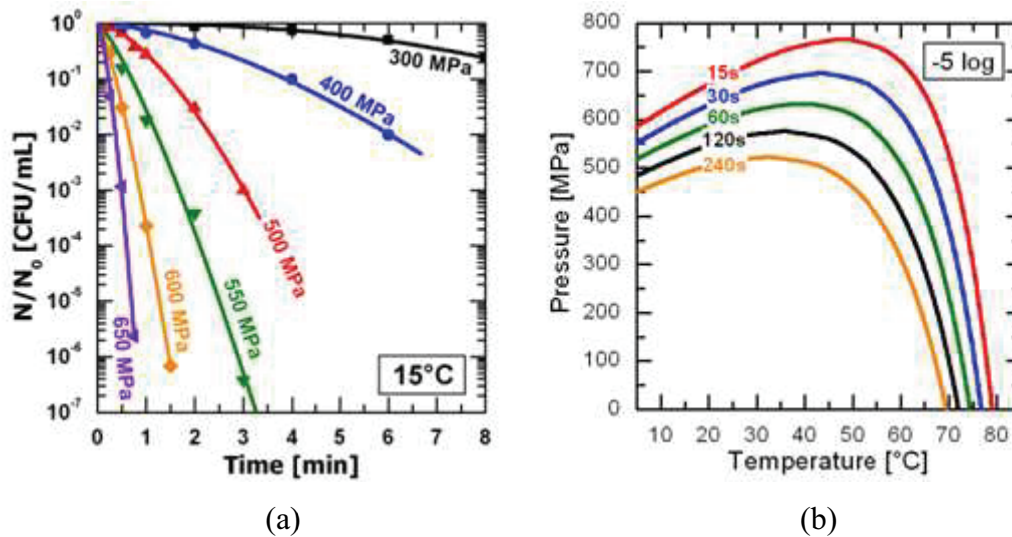 10⁰
10⁻¹
10⁻²
10⁻³
10⁻⁴
10⁻⁵
10⁻⁶
10⁻⁷
N/N₀ [CFU/mL]
300 MPa
400 MPa
500 MPa
550 MPa
600 MPa
650 MPa
15°C
0 1 2 3 4 5 6 7 8
Time [min]
(a)
800
700
600
500
400
300
200
100
0
Pressure [MPa]
-5 log
15s
30s
60s
120s
240s
10 20 30 40 50 60 70 80
Temperature [°C]
(b)